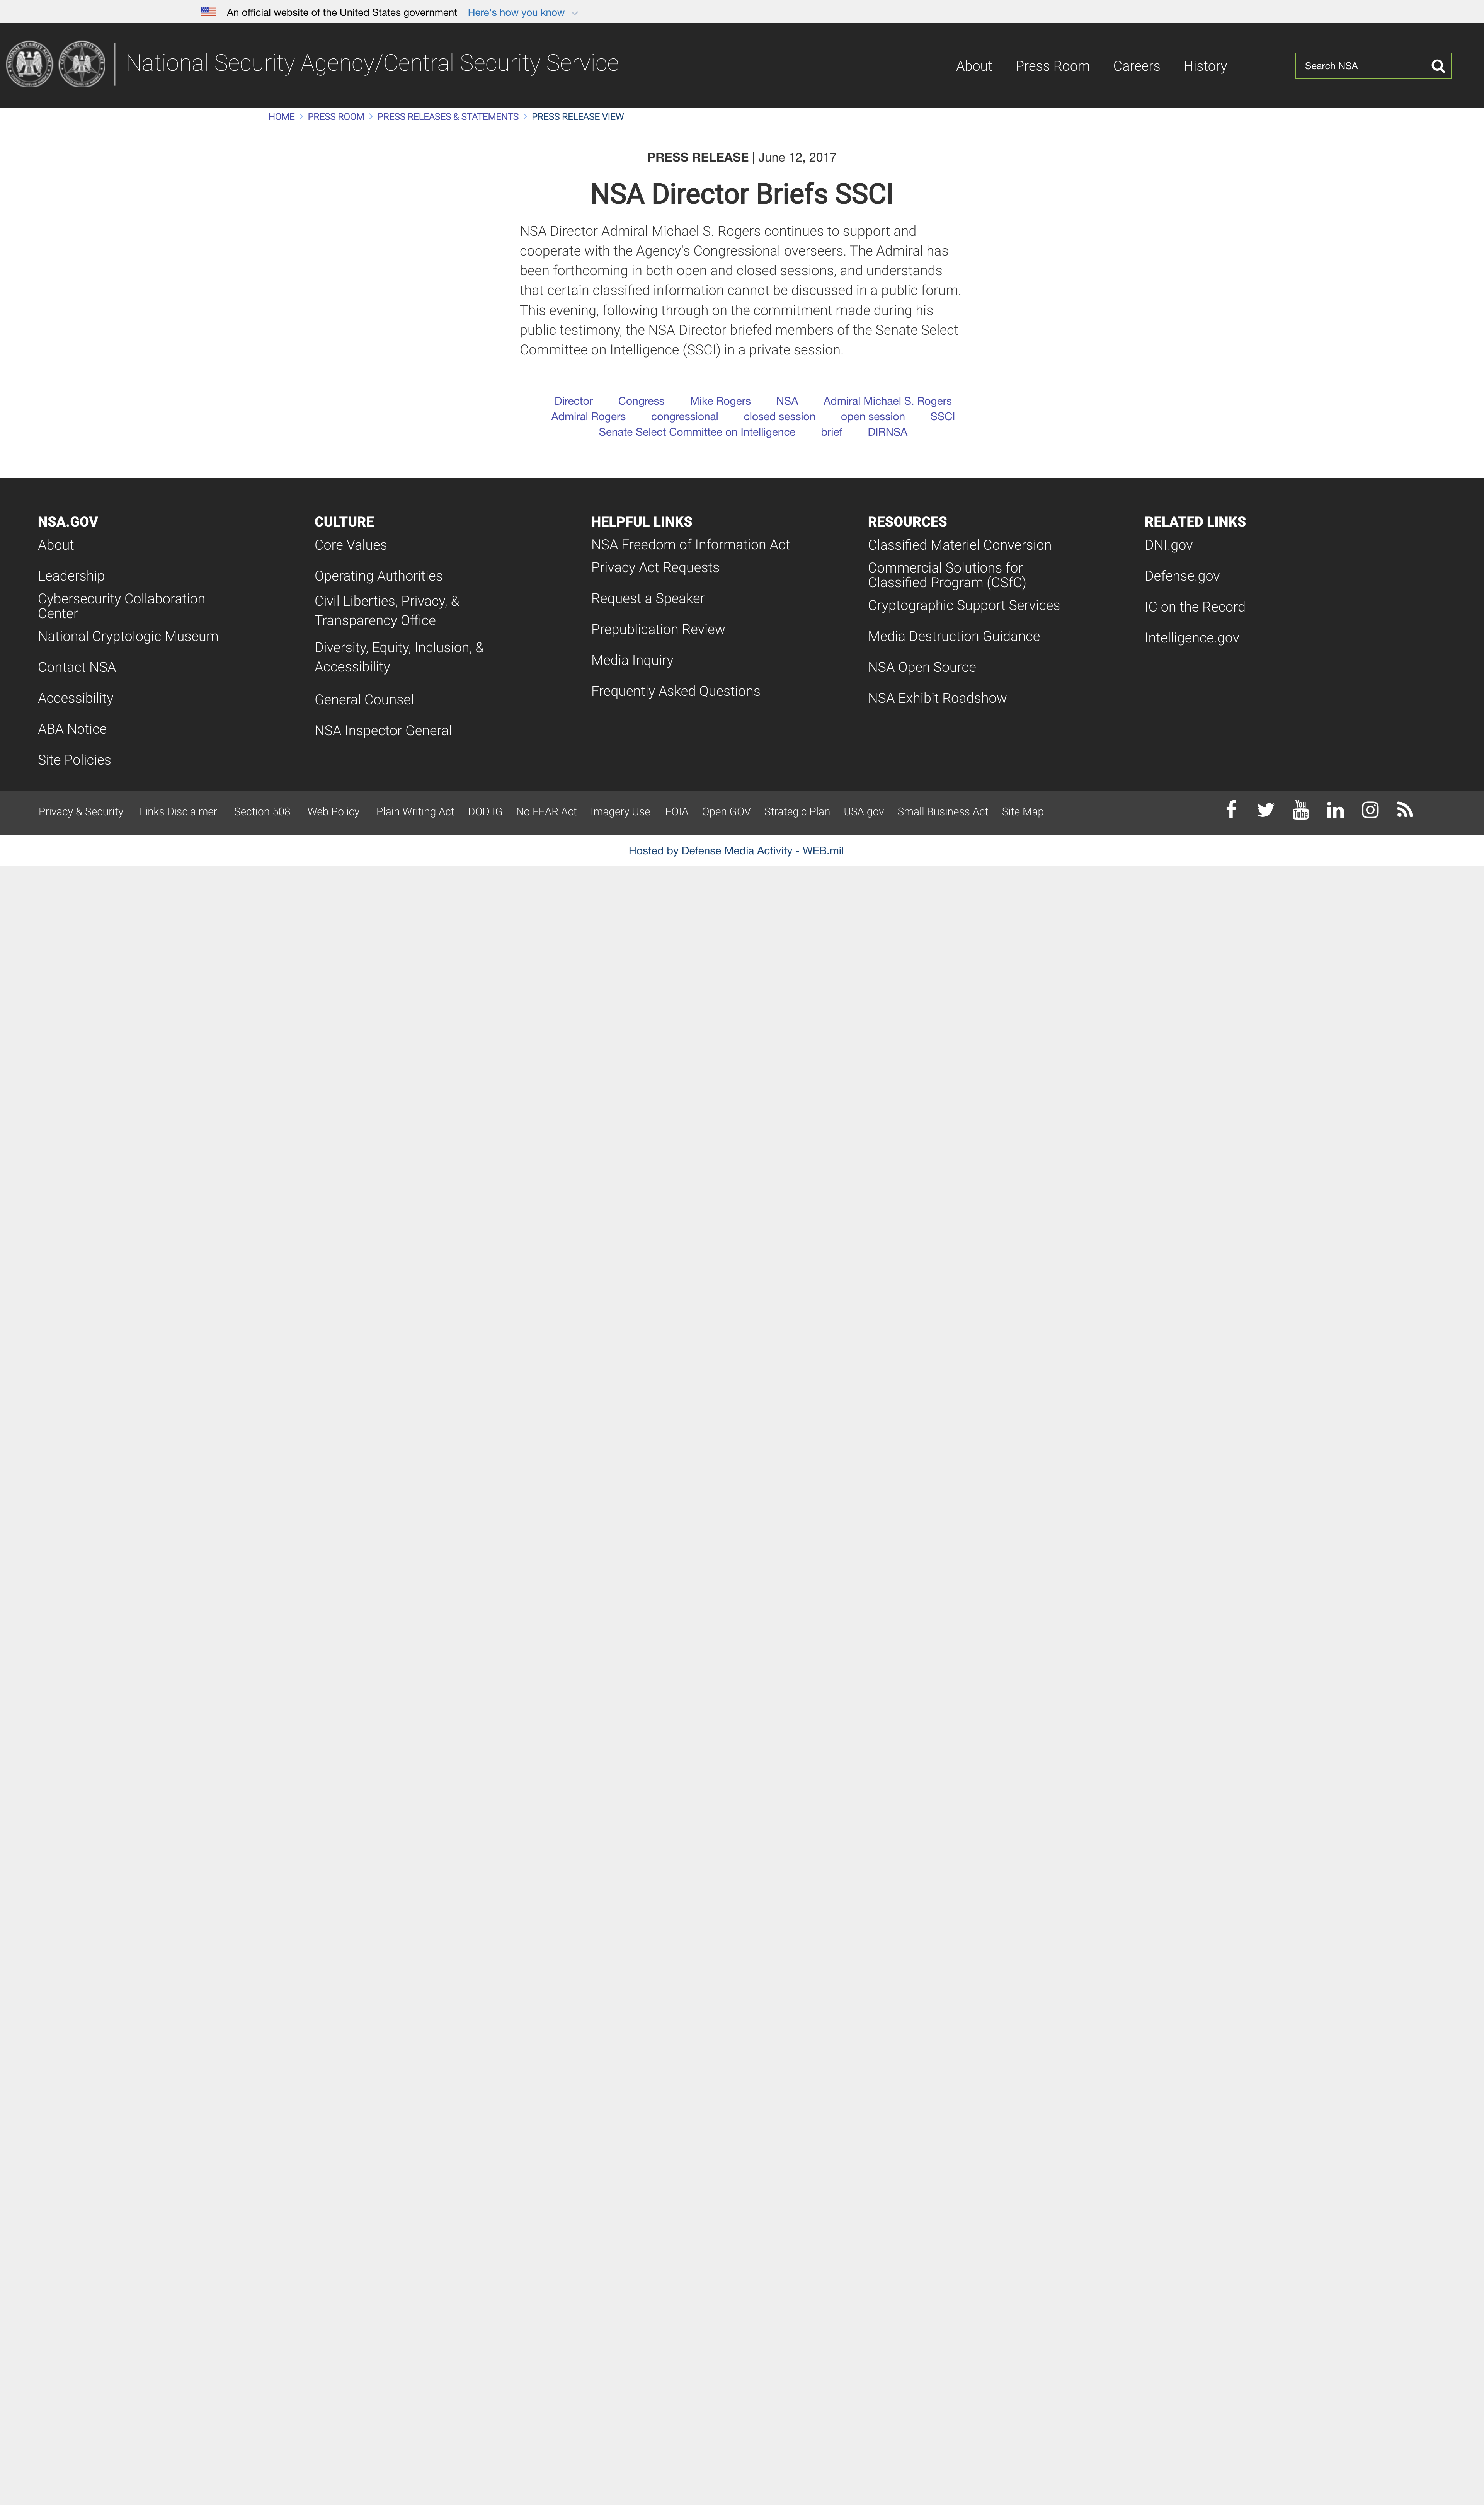 An official website of the United States government Here's how you know
National Security Agency/Central Security Service
About Press Room Careers History
Search NSA
HOME PRESS ROOM PRESS RELEASES & STATEMENTS PRESS RELEASE VIEW
PRESS RELEASE | June 12, 2017
NSA Director Briefs SSCI
NSA Director Admiral Michael S. Rogers continues to support and
cooperate with the Agency's Congressional overseers. The Admiral has
been forthcoming in both open and closed sessions, and understands
that certain classified information cannot be discussed in a public forum.
This evening, following through on the commitment made during his
public testimony, the NSA Director briefed members of the Senate Select
Committee on Intelligence (SSCI) in a private session.
Director Congress Mike Rogers NSA Admiral Michael S. Rogers
Admiral Rogers congressional closed session open session SSCI
Senate Select Committee on Intelligence brief DIRNSA
NSA.GOV
About
Leadership
Cybersecurity Collaboration
Center
National Cryptologic Museum
Contact NSA
Accessibility
ABA Notice
Site Policies
CULTURE
Core Values
Operating Authorities
Civil Liberties, Privacy, &
Transparency Office
Diversity, Equity, Inclusion, &
Accessibility
General Counsel
NSA Inspector General
HELPFUL LINKS
NSA Freedom of Information Act
Privacy Act Requests
Request a Speaker
Prepublication Review
Media Inquiry
Frequently Asked Questions
RESOURCES
Classified Materiel Conversion
Commercial Solutions for
Classified Program (CSfC)
Cryptographic Support Services
Media Destruction Guidance
NSA Open Source
NSA Exhibit Roadshow
RELATED LINKS
DNI.gov
Defense.gov
IC on the Record
Intelligence.gov
Privacy & Security Links Disclaimer Section 508 Web Policy Plain Writing Act DOD IG No FEAR Act Imagery Use FOIA Open GOV Strategic Plan USA.gov Small Business Act Site Map
You
Tube
Hosted by Defense Media Activity - WEB.mil